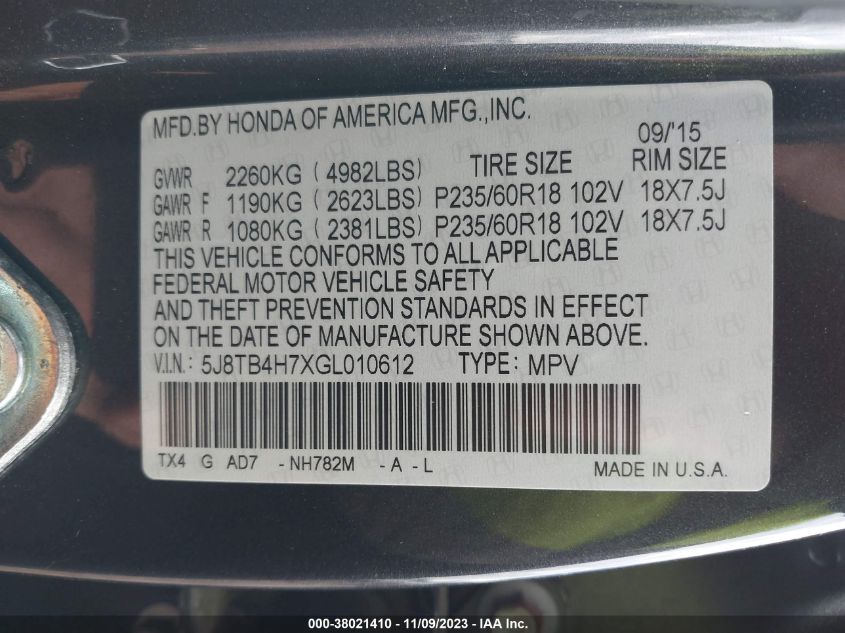 MFD.BY HONDA OF AMERICA MFG.,INC.
09/'15
TIRE SIZE RIM SIZE
GVWR 2260KG ( 4982LBS)
GAWR F 1190KG ( 2623LBS) P235/60R18 102V 18X7.5J
GAWR R 1080KG ( 2381LBS) P235/60R18 102V 18X7.5J
THIS VEHICLE CONFORMS TO ALL APPLICABLE
FEDERAL MOTOR VEHICLE SAFETY
AND THEFT PREVENTION STANDARDS IN EFFECT
ON THE DATE OF MANUFACTURE SHOWN ABOVE.
V.I.N.: 5J8TB4H7XGL010612 TYPE: MPV
TX4 G AD7 - NH782M - A - L
MADE IN U.S.A.
000-38021410 - 11/09/2023 - IAA Inc.